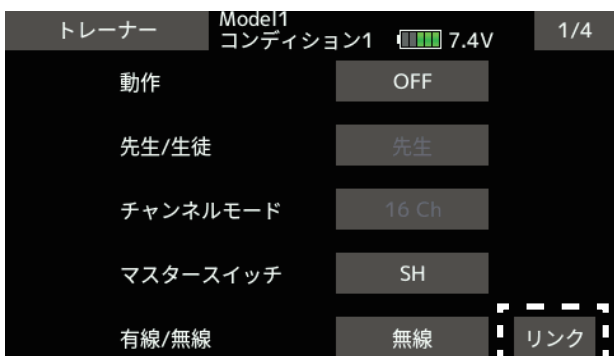 トレーナー Model1 1/4
コンディション1 7.4V
動作 OFF
先生/生徒 先生
チャンネルモード 16 Ch
マスタースイッチ SH
有線/無線 無線 リンク